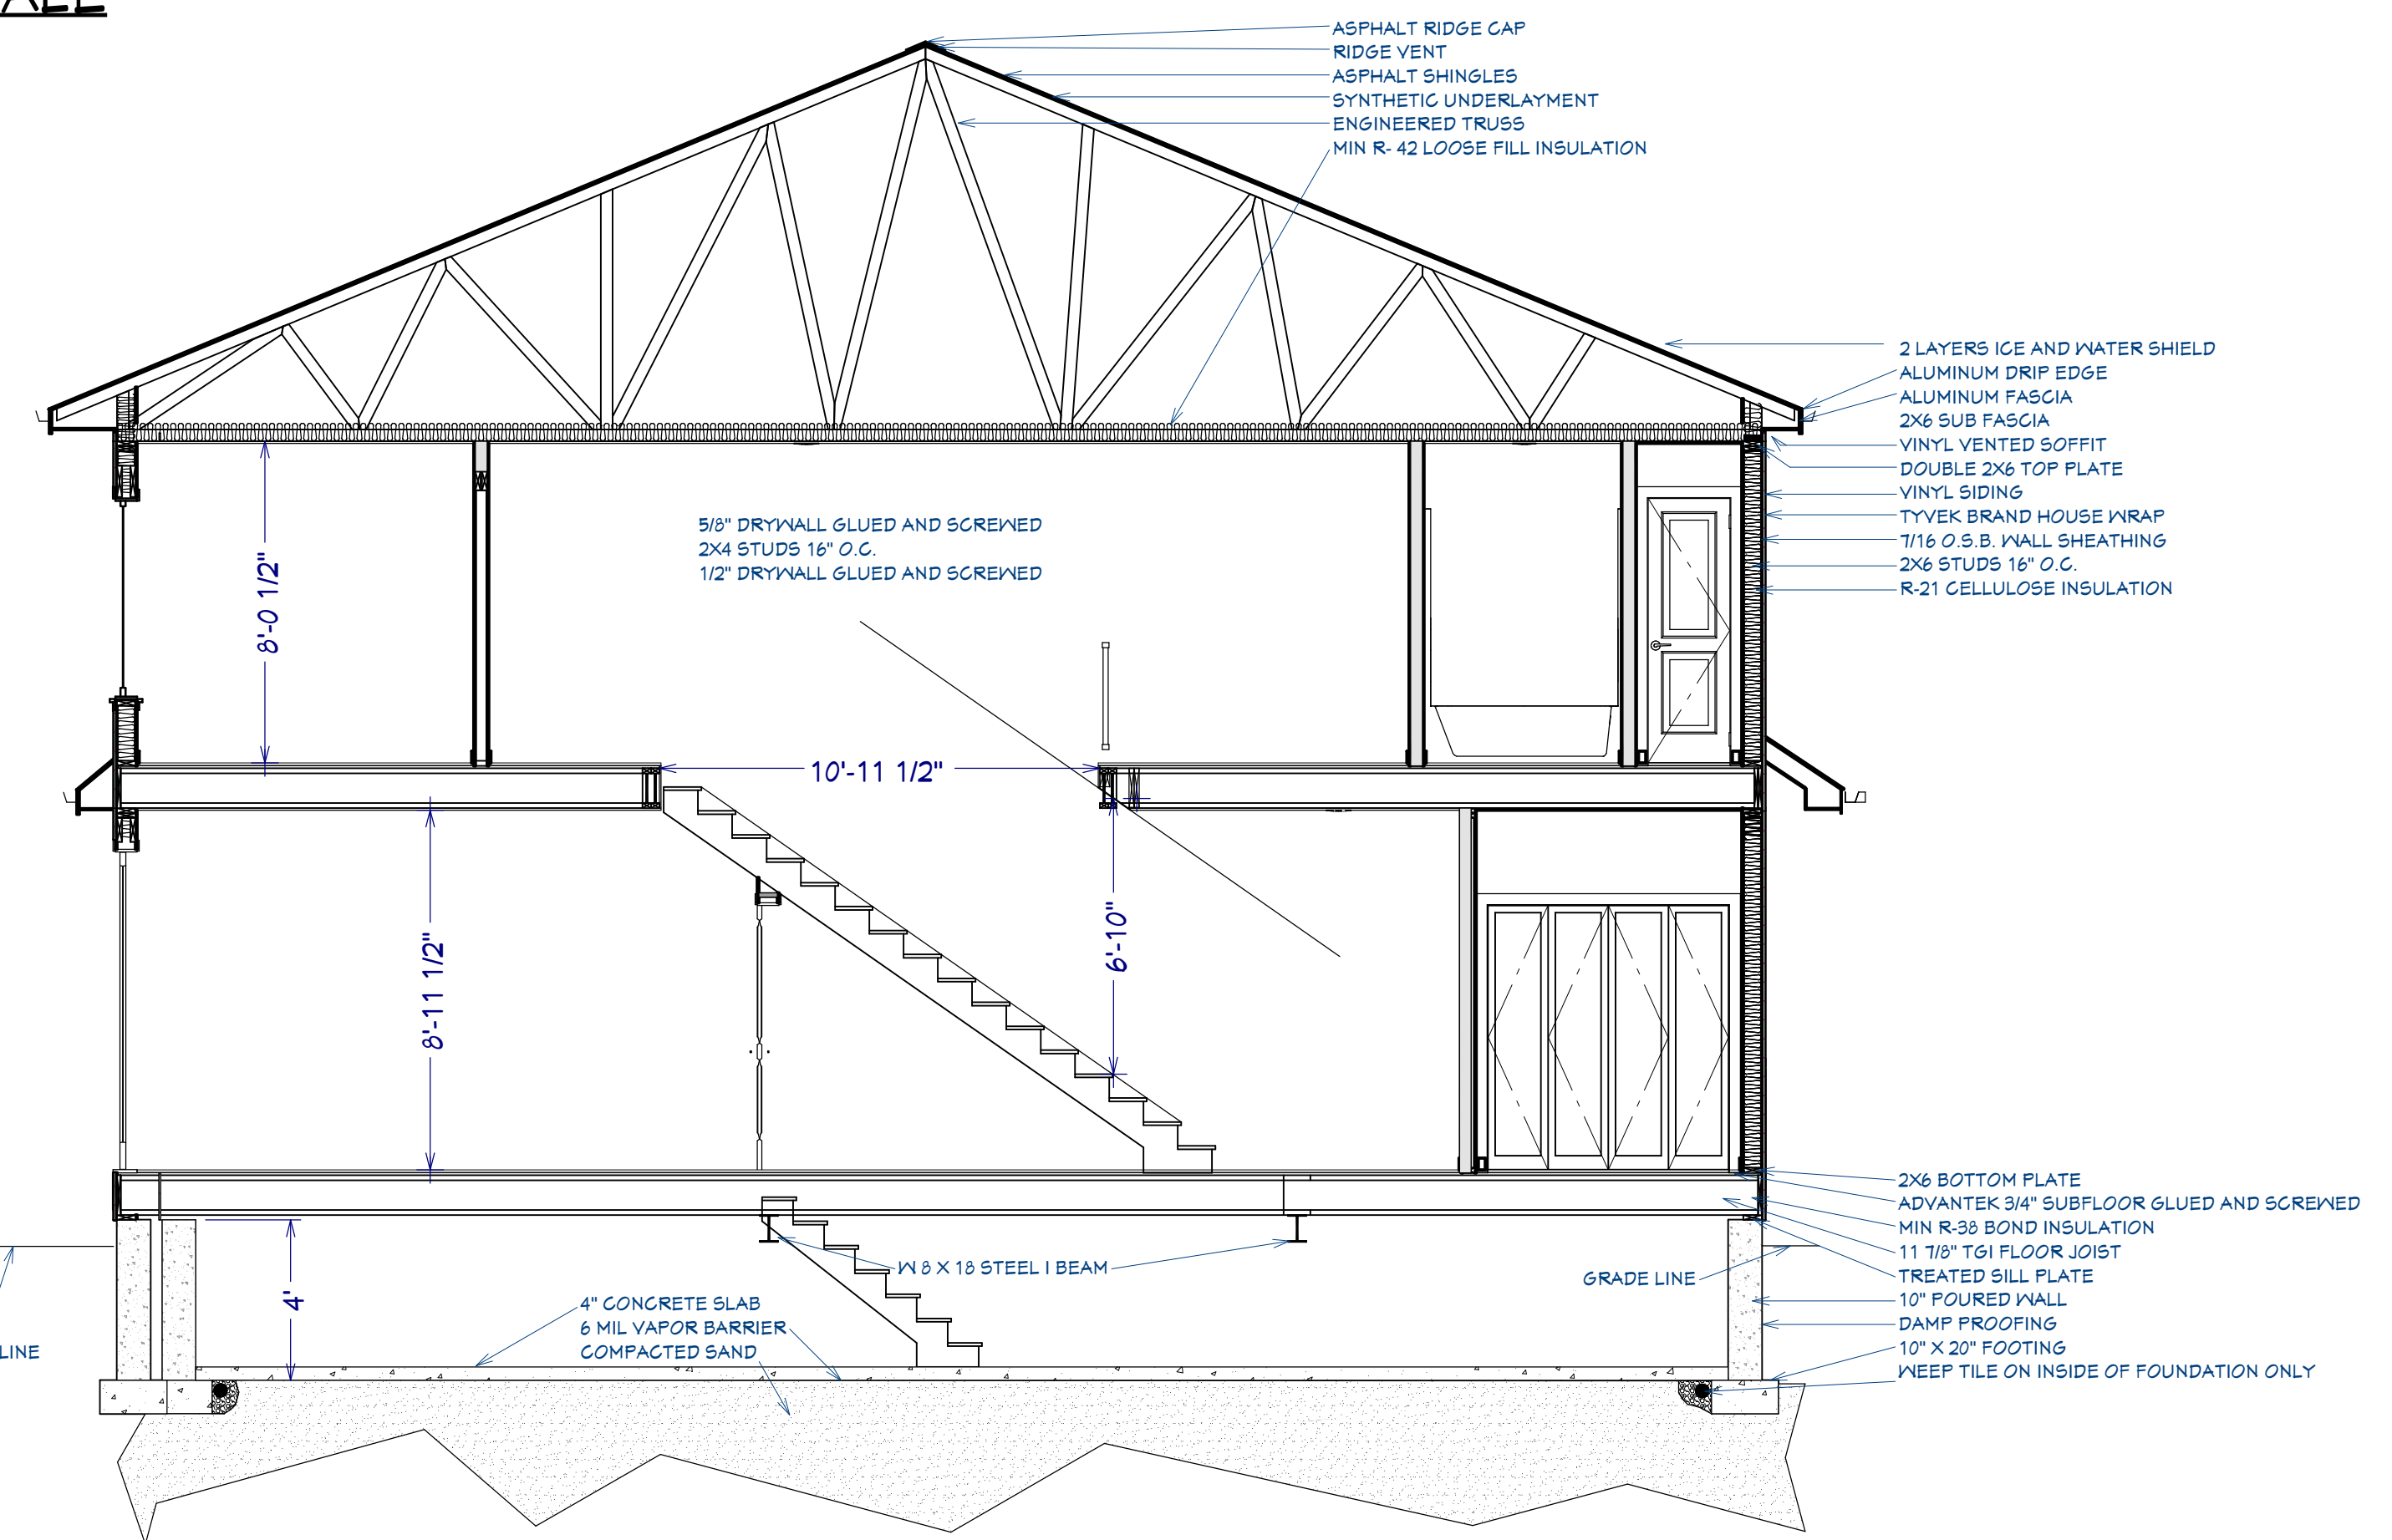 ASPHALT RIDGE CAP
RIDGE VENT
ASPHALT SHINGLES
SYNTHETIC UNDERLAYMENT
ENGINEERED TRUSS
MIN R- 42 LOOSE FILL INSULATION
2 LAYERS ICE AND WATER SHIELD
ALUMINUM DRIP EDGE
ALUMINUM FASCIA
2X6 SUB FASCIA
VINYL VENTED SOFFIT
DOUBLE 2X6 TOP PLATE
VINYL SIDING
TYVEK BRAND HOUSE WRAP
7/16 O.S.B. WALL SHEATHING
2X6 STUDS 16" O.C.
R-21 CELLULOSE INSULATION
5/8" DRYWALL GLUED AND SCREWED
2X4 STUDS 16" O.C.
1/2" DRYWALL GLUED AND SCREWED
8'-0 1/2"
10'-11 1/2"
8'-11 1/2"
6'-10"
2X6 BOTTOM PLATE
ADVANTEK 3/4" SUBFLOOR GLUED AND SCREWED
MIN R-38 BOND INSULATION
11 7/8" TGI FLOOR JOIST
TREATED SILL PLATE
10" POURED WALL
DAMP PROOFING
10" X 20" FOOTING
WEEP TILE ON INSIDE OF FOUNDATION ONLY
W 8 X 18 STEEL I BEAM
GRADE LINE
4'
4" CONCRETE SLAB
6 MIL VAPOR BARRIER
COMPACTED SAND
LINE